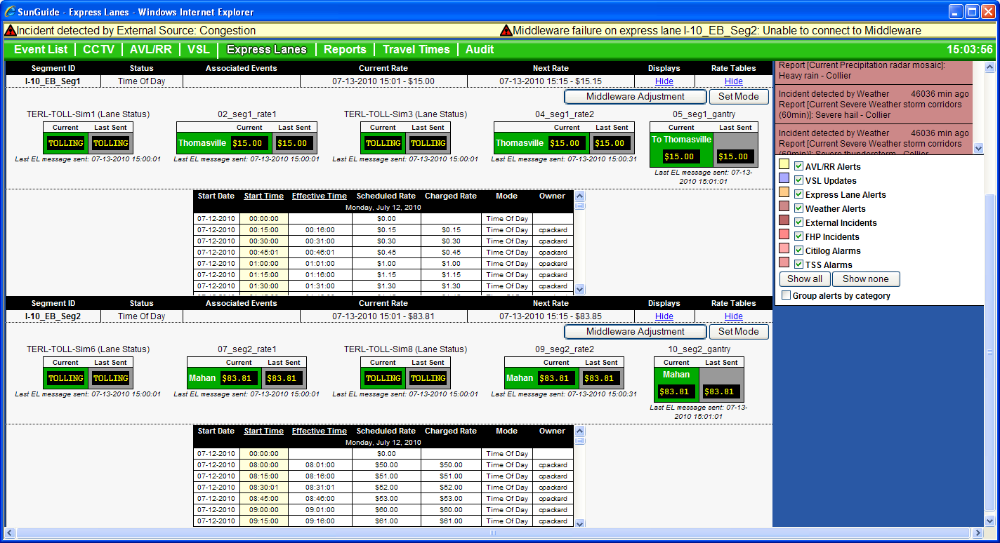 SunGuide - Express Lanes - Windows Internet Explorer
Incident detected by External Source: Congestion Middleware failure on express lane I-10_EB_Seg2: Unable to connect to Middleware
Event List CCTV AVL/RR VSL Express Lanes Reports Travel Times Audit 15:03:56
Segment ID Status Associated Events Current Rate Next Rate Displays Rate Tables
I-10_EB_Seg1 Time Of Day 07-13-2010 15:01 - $15.00 07-13-2010 15:15 - $15.15 Hide Hide
Middleware Adjustment Set Mode
TERL-TOLL-Sim1 (Lane Status) 02_seg1_rate1 TERL-TOLL-Sim3 (Lane Status) 04_seg1_rate2 05_seg1_gantry
Current Last Sent Current Last Sent Current Last Sent Current Last Sent Current Last Sent
TOLLING TOLLING Thomasville $15.00 $15.00 TOLLING TOLLING Thomasville $15.00 $15.00 To Thomasville
$15.00 $15.00
Last EL message sent: 07-13-2010 15:00:01 Last EL message sent: 07-13-2010 15:00:01 Last EL message sent: 07-13-2010 15:00:01 Last EL message sent: 07-13-2010 15:00:31 Last EL message sent: 07-13-
2010 15:01:01
Start Date Start Time Effective Time Scheduled Rate Charged Rate Mode Owner
Monday, July 12, 2010
07-12-2010 00:00:00 $0.00 Time Of Day
07-12-2010 00:15:00 00:16:00 $0.15 $0.15 Time Of Day cpackard
07-12-2010 00:30:00 00:31:00 $0.30 $0.30 Time Of Day cpackard
07-12-2010 00:45:01 00:46:01 $0.45 $0.45 Time Of Day cpackard
07-12-2010 01:00:00 01:01:00 $1.00 $1.00 Time Of Day cpackard
07-12-2010 01:15:00 01:16:00 $1.15 $1.15 Time Of Day cpackard
07-12-2010 01:30:00 01:31:00 $1.30 $1.30 Time Of Day cpackard
Segment ID Status Associated Events Current Rate Next Rate Displays Rate Tables
I-10_EB_Seg2 Time Of Day 07-13-2010 15:01 - $83.81 07-13-2010 15:15 - $83.85 Hide Hide
Middleware Adjustment Set Mode
TERL-TOLL-Sim6 (Lane Status) 07_seg2_rate1 TERL-TOLL-Sim8 (Lane Status) 09_seg2_rate2 10_seg2_gantry
Current Last Sent Current Last Sent Current Last Sent Current Last Sent Current Last Sent
TOLLING TOLLING Mahan $83.81 $83.81 TOLLING TOLLING Mahan $83.81 $83.81 Mahan
$83.81 $83.81
Last EL message sent: 07-13-2010 15:00:01 Last EL message sent: 07-13-2010 15:00:01 Last EL message sent: 07-13-2010 15:00:01 Last EL message sent: 07-13-2010 15:00:31 Last EL message sent: 07-13-
2010 15:01:01
Start Date Start Time Effective Time Scheduled Rate Charged Rate Mode Owner
Monday, July 12, 2010
07-12-2010 00:00:00 $0.00 Time Of Day
07-12-2010 08:00:00 08:01:00 $50.00 $50.00 Time Of Day cpackard
07-12-2010 08:15:00 08:16:00 $51.00 $51.00 Time Of Day cpackard
07-12-2010 08:30:01 08:31:01 $52.00 $52.00 Time Of Day cpackard
07-12-2010 08:45:00 08:46:00 $53.00 $53.00 Time Of Day cpackard
07-12-2010 09:00:00 09:01:00 $60.00 $60.00 Time Of Day cpackard
07-12-2010 09:15:00 09:16:00 $61.00 $61.00 Time Of Day cpackard
Report [Current Precipitation radar mosaic]:
Heavy rain - Collier
Incident detected by Weather 46036 min ago
Report [Current Severe Weather storm corridors
(60min)]: Severe hail - Collier
Incident detected by Weather 46036 min ago
Report [Current Severe Weather storm corridors
(60min)]: Severe thunderstorm - Collier
AVL/RR Alerts
VSL Updates
Express Lane Alerts
Weather Alerts
External Incidents
FHP Incidents
Citilog Alarms
TSS Alarms
Show all Show none
Group alerts by category